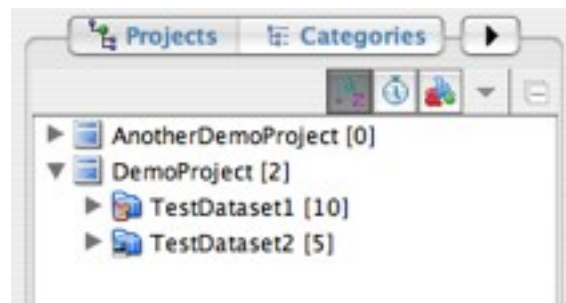 Projects Categories
AnotherDemoProject [0]
DemoProject [2]
TestDataset1 [10]
TestDataset2 [5]